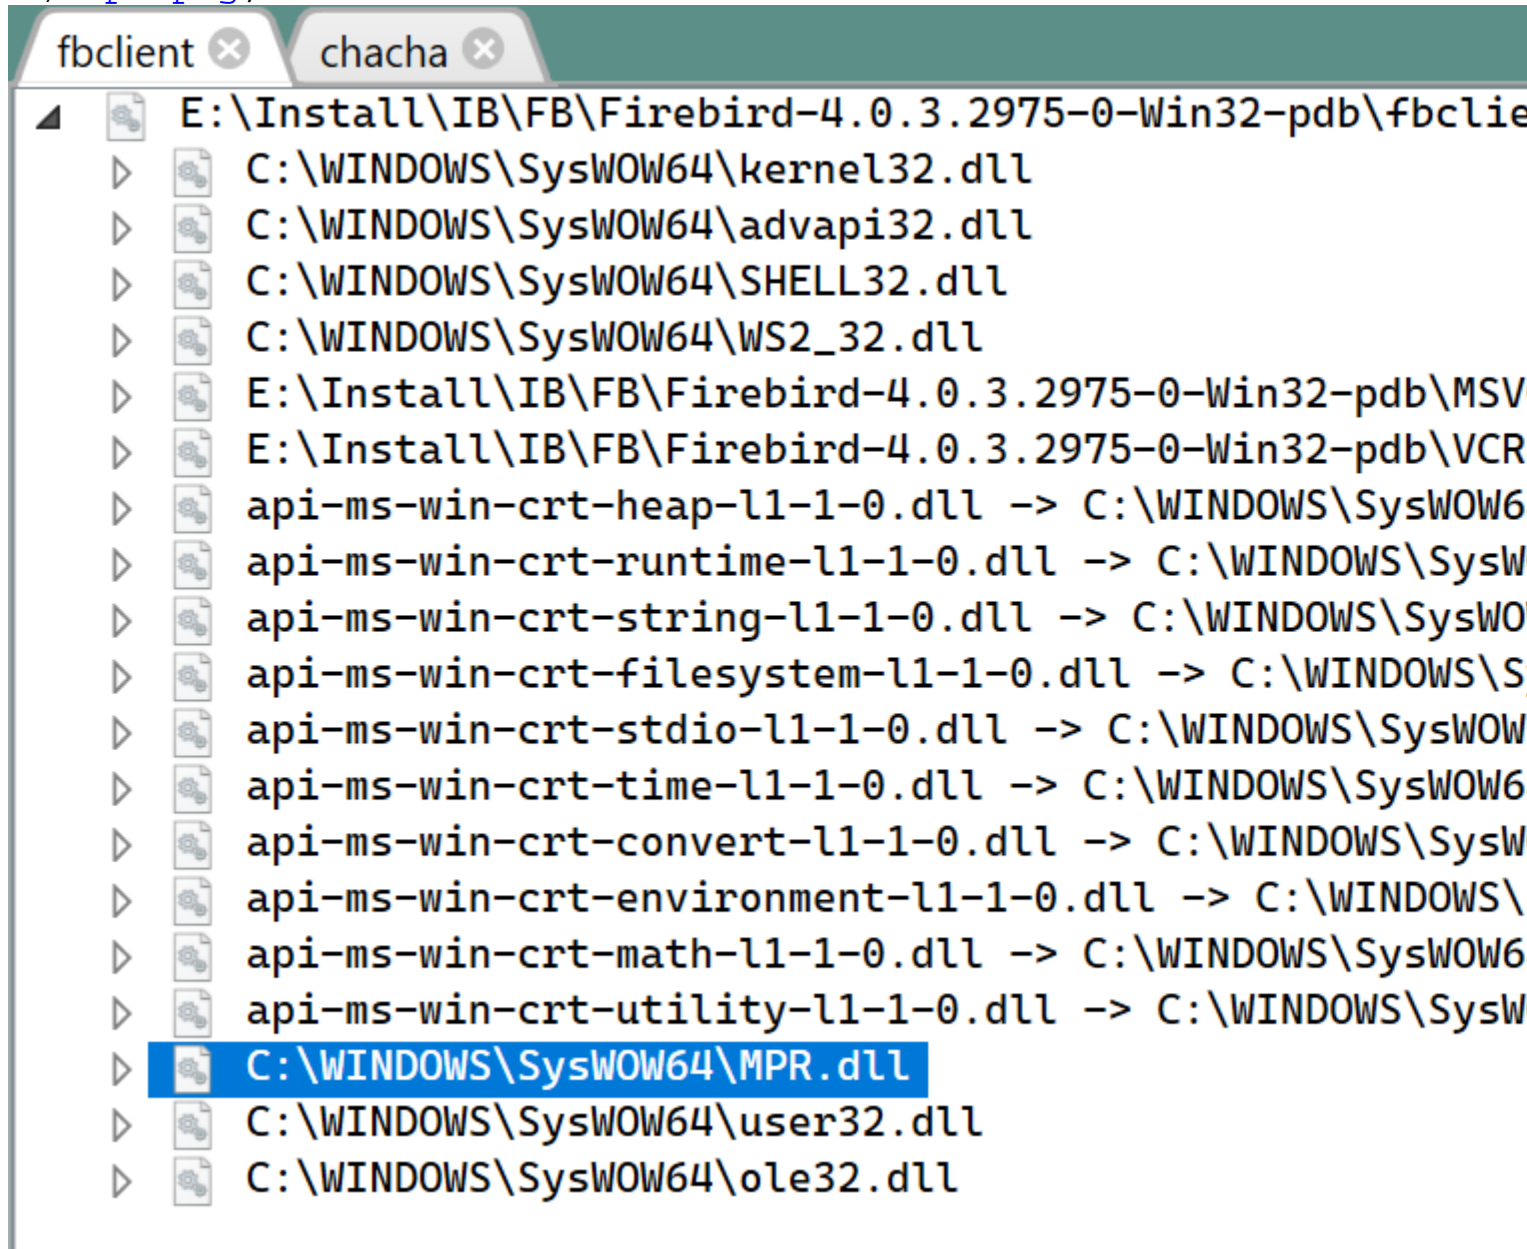 fbclient chacha
E:\Install\IB\FB\Firebird-4.0.3.2975-0-Win32-pdb\fbclie
C:\WINDOWS\SysWOW64\kernel32.dll
C:\WINDOWS\SysWOW64\advapi32.dll
C:\WINDOWS\SysWOW64\SHELL32.dll
C:\WINDOWS\SysWOW64\WS2_32.dll
E:\Install\IB\FB\Firebird-4.0.3.2975-0-Win32-pdb\MSV
E:\Install\IB\FB\Firebird-4.0.3.2975-0-Win32-pdb\VCR
api-ms-win-crt-heap-l1-1-0.dll -> C:\WINDOWS\SysWOW6
api-ms-win-crt-runtime-l1-1-0.dll -> C:\WINDOWS\SysW
api-ms-win-crt-string-l1-1-0.dll -> C:\WINDOWS\SysWO
api-ms-win-crt-filesystem-l1-1-0.dll -> C:\WINDOWS\S
api-ms-win-crt-stdio-l1-1-0.dll -> C:\WINDOWS\SysWOW
api-ms-win-crt-time-l1-1-0.dll -> C:\WINDOWS\SysWOW6
api-ms-win-crt-convert-l1-1-0.dll -> C:\WINDOWS\SysW
api-ms-win-crt-environment-l1-1-0.dll -> C:\WINDOWS\
api-ms-win-crt-math-l1-1-0.dll -> C:\WINDOWS\SysWOW6
api-ms-win-crt-utility-l1-1-0.dll -> C:\WINDOWS\SysW
C:\WINDOWS\SysWOW64\MPR.dll
C:\WINDOWS\SysWOW64\user32.dll
C:\WINDOWS\SysWOW64\ole32.dll